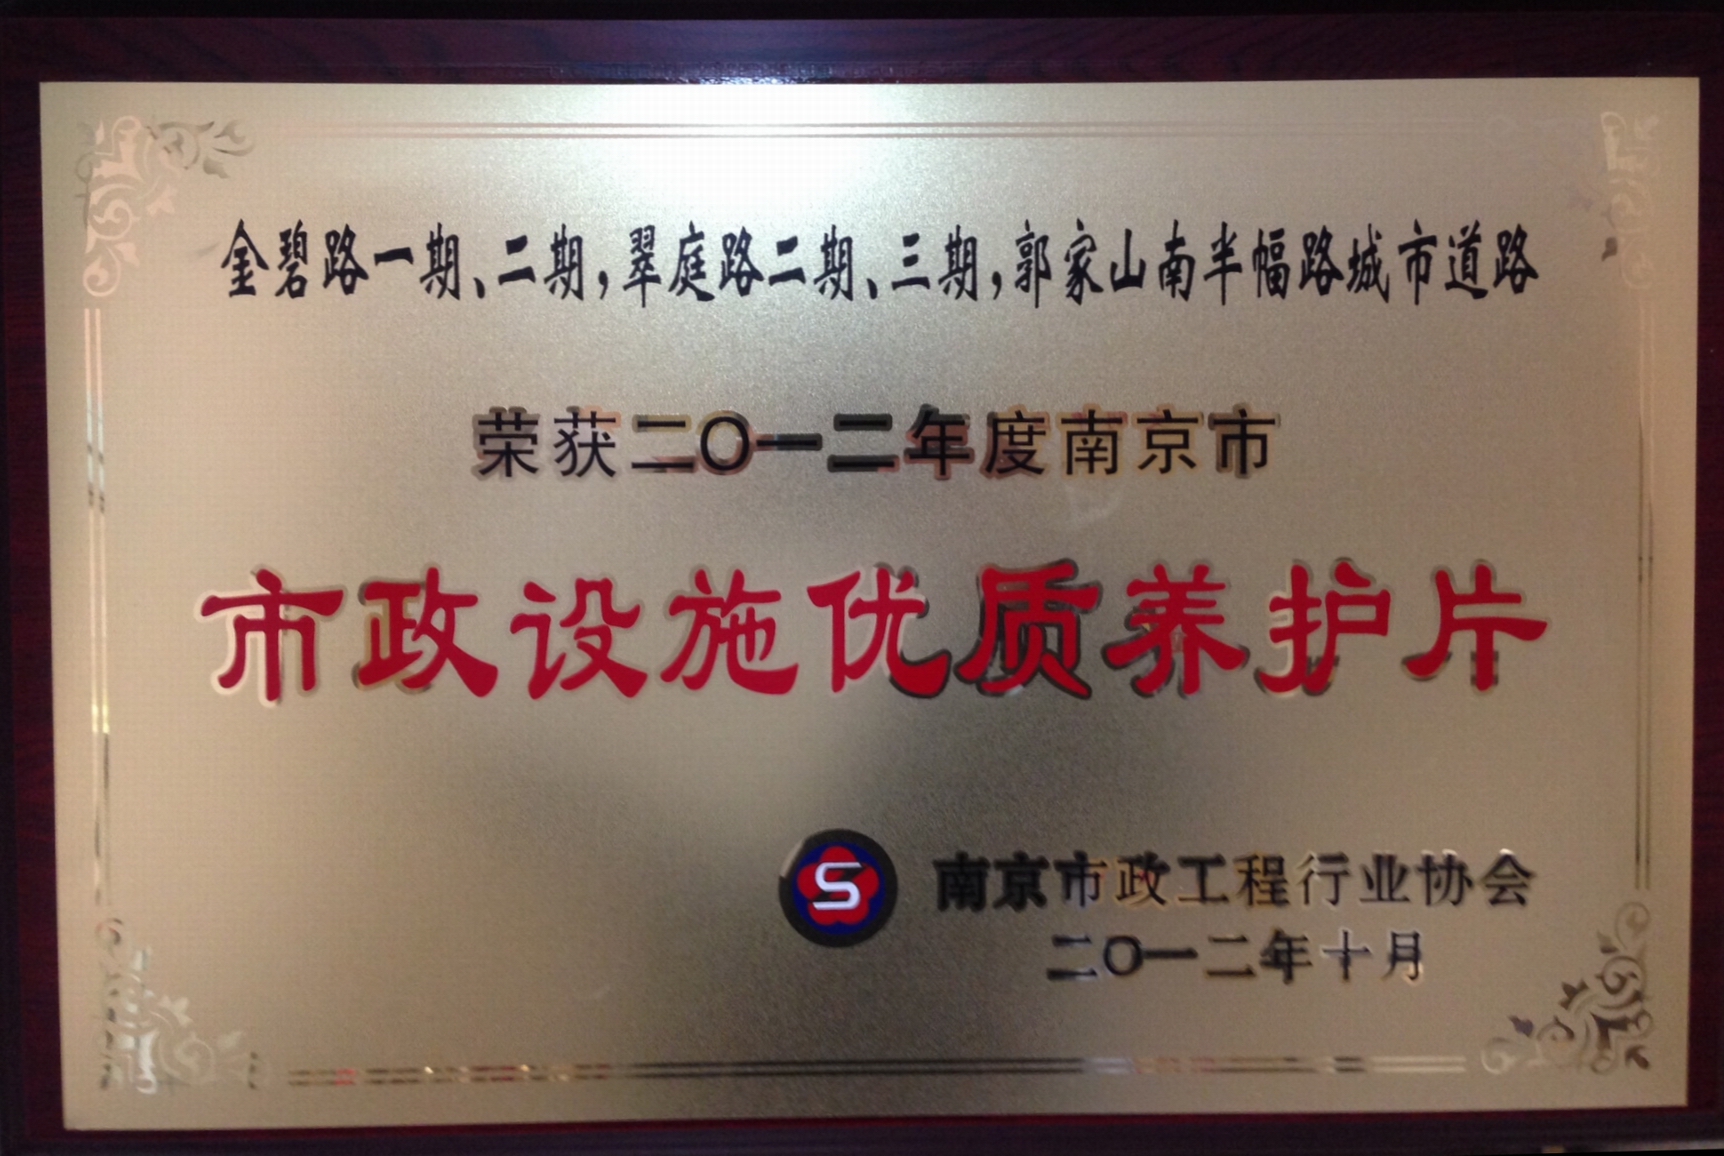 金碧路一期、二期,翠庭路二期、三期,郭家山南半幅路城市道路
荣获二〇一二年度南京市
市政设施优质养护片
S
南京市政工程行业协会
二〇一二年十月